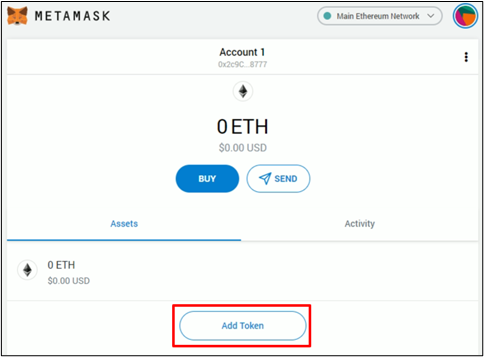 METAMASK
Main Ethereum Network
Account 1
0x2c9C...8777
0 ETH
$0.00 USD
BUY
SEND
Assets
Activity
0 ETH
$0.00 USD
Add Token